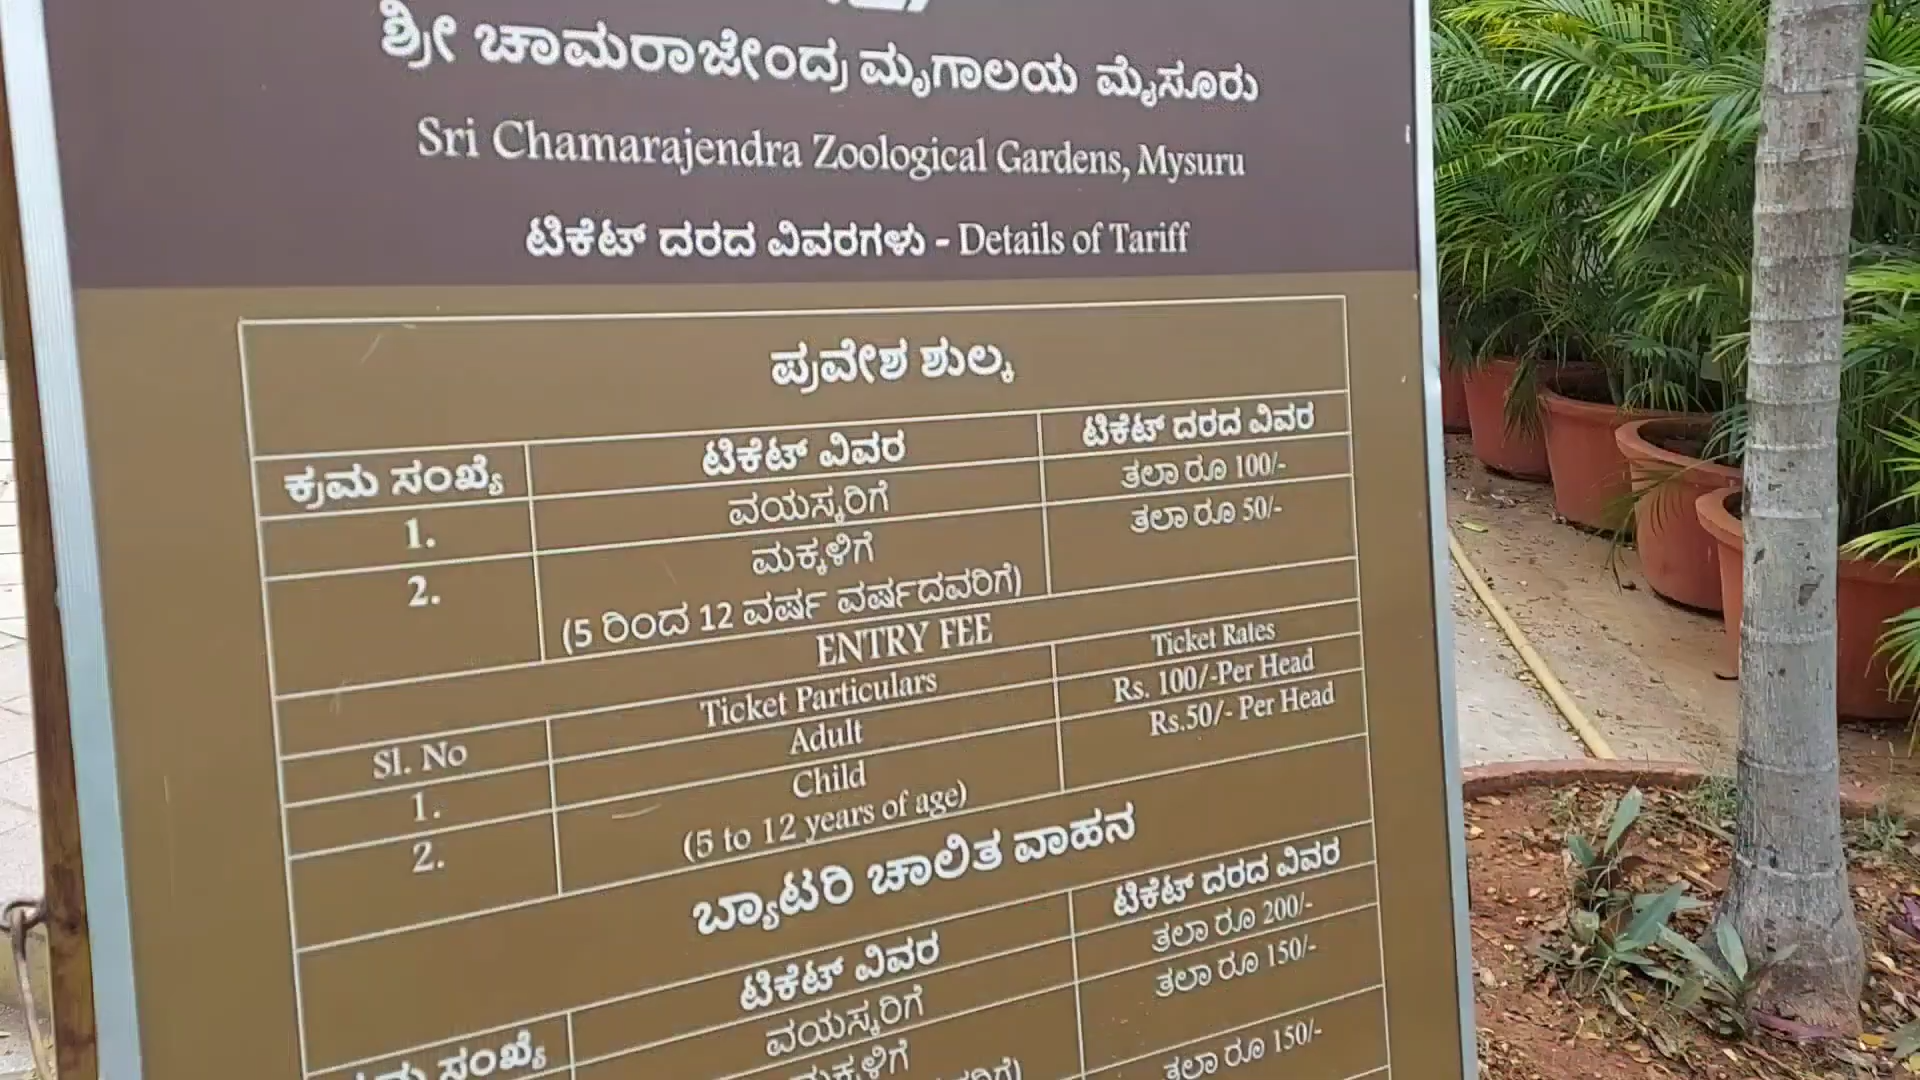 ಶ್ರೀ ಚಾಮರಾಜೇಂದ್ರ ಮೃಗಾಲಯ ಮೈಸೂರು
Sri Chamarajendra Zoological Gardens, Mysuru
ಟಿಕೆಟ್ ದರದ ವಿವರಗಳು - Details of Tariff
ಪ್ರವೇಶ ಶುಲ್ಕ
ಕ್ರಮ ಸಂಖ್ಯೆ ಟಿಕೆಟ್ ವಿವರ ಟಿಕೆಟ್ ದರದ ವಿವರ
1. ವಯಸ್ಕರಿಗೆ ತಲಾ ರೂ 100/-
2. ಮಕ್ಕಳಿಗೆ ತಲಾ ರೂ 50/-
(5 ರಿಂದ 12 ವರ್ಷ ವರ್ಷದವರಿಗೆ)
ENTRY FEE
Sl. No Ticket Particulars Ticket Rates
1. Adult Rs. 100/-Per Head
2. Child Rs.50/- Per Head
(5 to 12 years of age)
ಬ್ಯಾಟರಿ ಚಾಲಿತ ವಾಹನ
ಕ್ರಮ ಸಂಖ್ಯೆ ಟಿಕೆಟ್ ವಿವರ ಟಿಕೆಟ್ ದರದ ವಿವರ
ವಯಸ್ಕರಿಗೆ ತಲಾ ರೂ 200/-
ಮಕ್ಕಳಿಗೆ ತಲಾ ರೂ 150/-
ತಲಾ ರೂ 150/-